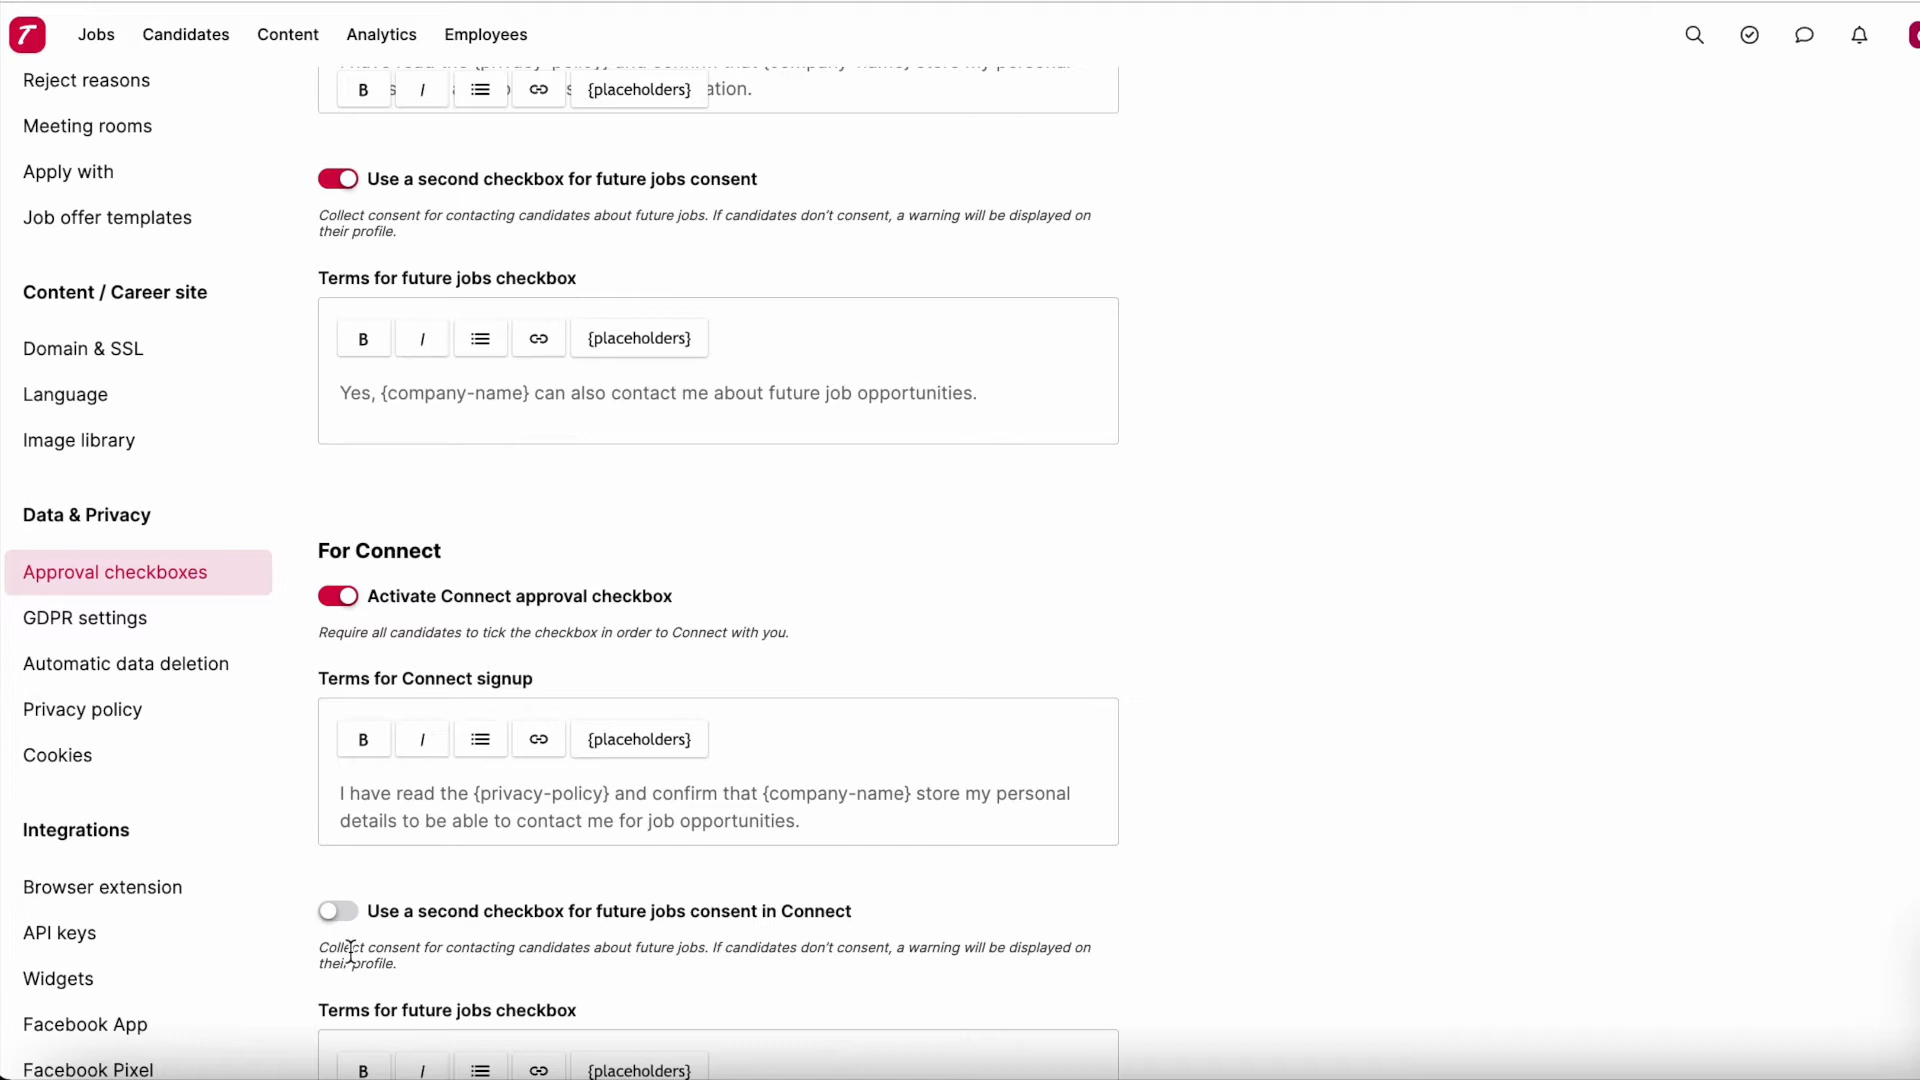 Jobs
Candidates
Content
Analytics
Employees
Reject reasons
Meeting rooms
Apply with
Job offer templates
Content / Career site
Domain & SSL
Language
Image library
Data & Privacy
Approval checkboxes
GDPR settings
Automatic data deletion
Privacy policy
Cookies
Integrations
Browser extension
API keys
Widgets
Facebook App
Facebook Pixel
B I {placeholders} ation.
Use a second checkbox for future jobs consent
Collect consent for contacting candidates about future jobs. If candidates don't consent, a warning will be displayed on
their profile.
Terms for future jobs checkbox
B I {placeholders}
Yes, {company-name} can also contact me about future job opportunities.
For Connect
Activate Connect approval checkbox
Require all candidates to tick the checkbox in order to Connect with you.
Terms for Connect signup
B I {placeholders}
I have read the {privacy-policy} and confirm that {company-name} store my personal
details to be able to contact me for job opportunities.
Use a second checkbox for future jobs consent in Connect
Collect consent for contacting candidates about future jobs. If candidates don't consent, a warning will be displayed on
their profile.
Terms for future jobs checkbox
B I {placeholders}